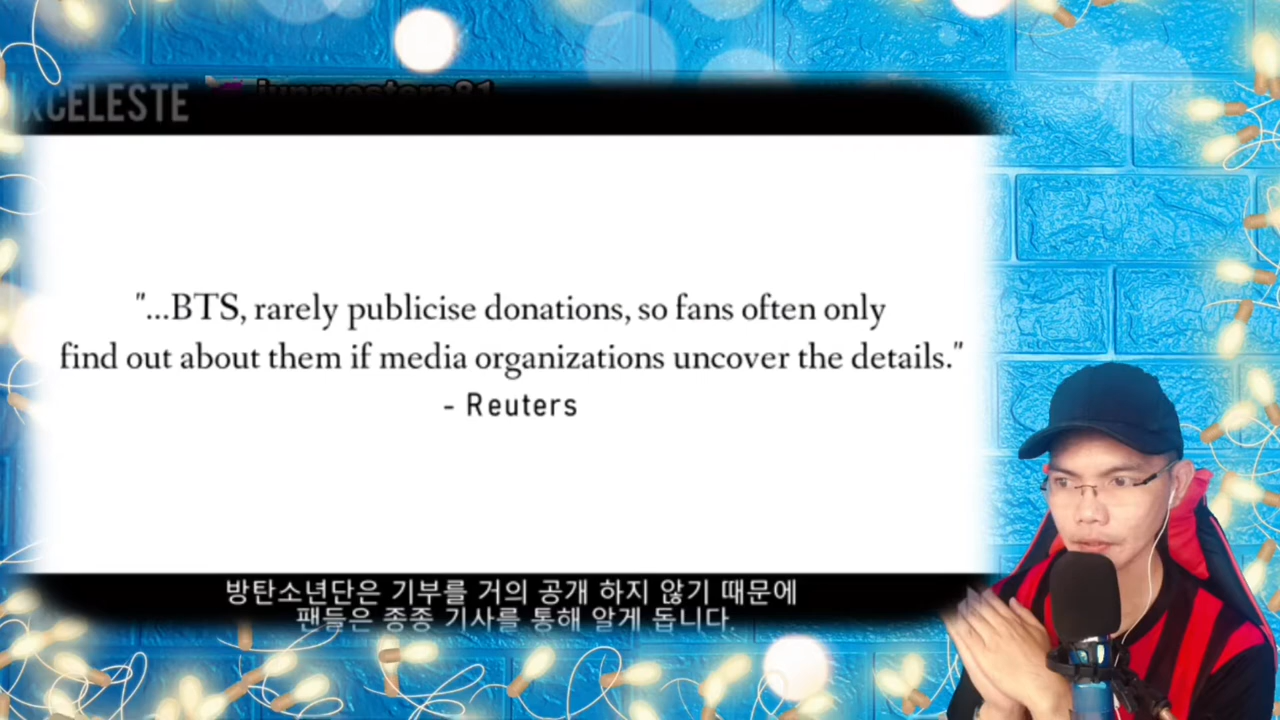 kCELESTE
"...BTS, rarely publicise donations, so fans often only
find out about them if media organizations uncover the details."
- Reuters
방탄소년단은 기부를 거의 공개 하지 않기 때문에
팬들은 종종 기사를 통해 알게 돕니다.